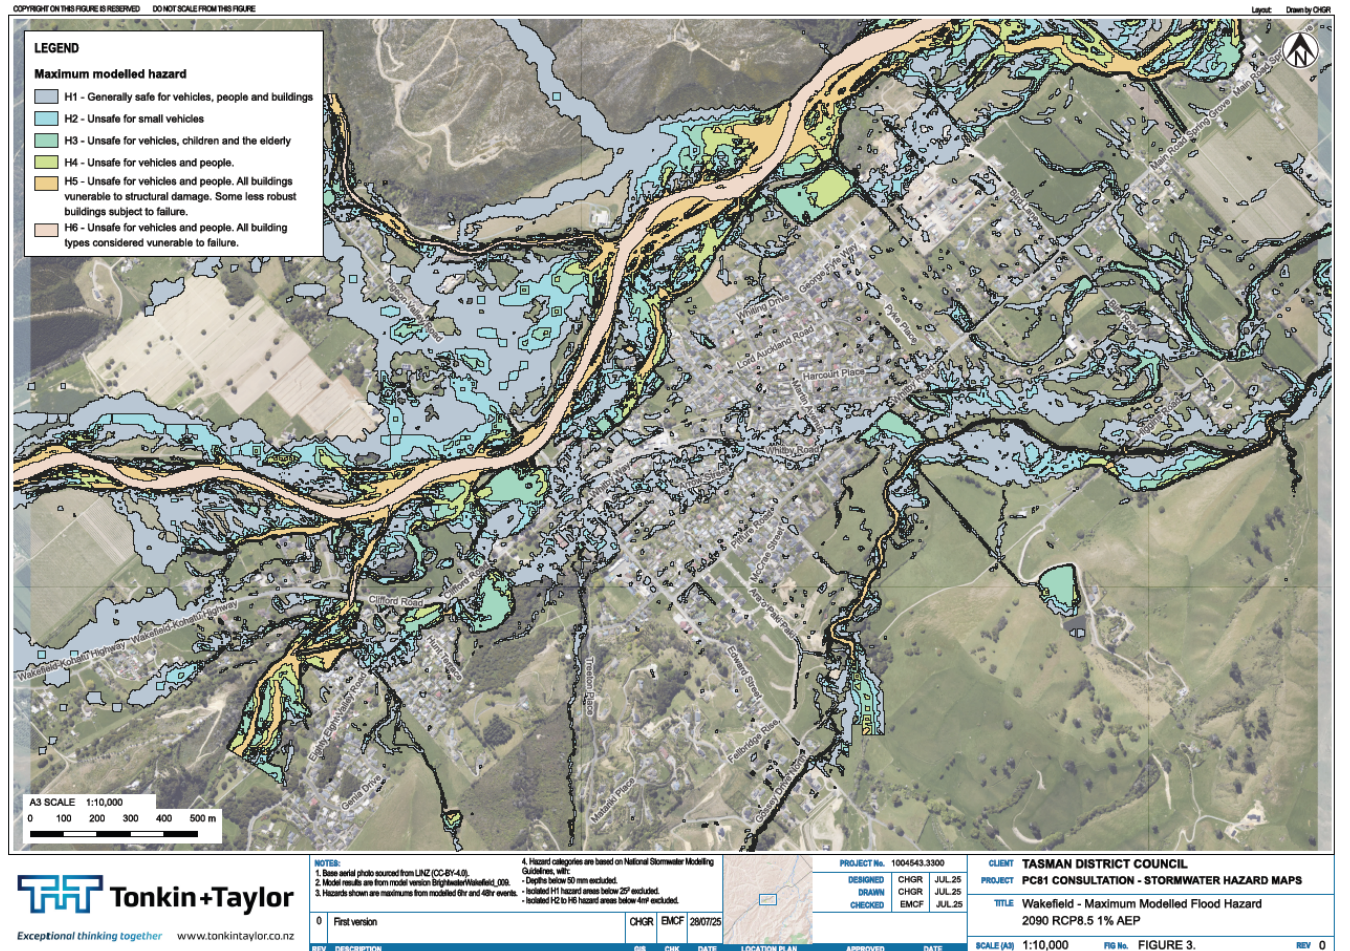 COPYRIGHT ON THIS FIGURE IS RESERVED DO NOT SCALE FROM THIS FIGURE
Layout: Drawn by CHGR
LEGEND
Maximum modelled hazard
H1 - Generally safe for vehicles, people and buildings
H2 - Unsafe for small vehicles
H3 - Unsafe for vehicles, children and the elderly
H4 - Unsafe for vehicles and people.
H5 - Unsafe for vehicles and people. All buildings
vunerable to structural damage. Some less robust
buildings subject to failure.
H6 - Unsafe for vehicles and people. All building
types considered vunerable to failure.
N
Main Road Spring Grove
Main Road
George Fyfe Way
Whiting Drive
Lord Auckland Road
Harcourt Place
Whitby Road
Clifford Road
Wakefield-Kohatu Highway
Wakefield-Kohatu Highway
Treeton Place
Edward Street
Fellbridge Rise
Matariki Place
Genia Drive
Eighty Eight Valley Road
A3 SCALE 1:10,000
0 100 200 300 400 500 m
Tonkin+Taylor
Exceptional thinking together www.tonkintaylor.co.nz
NOTES:
1. Base aerial photo sourced from LINZ (CC-BY-4.0).
2. Model results are from model version BrightwaterWakefield_009.
3. Hazards shown are maximums from modelled 6hr and 48hr events.
4. Hazard categories are based on National Stormwater Modelling
Guidelines, with:
- Depths below 50 mm excluded.
- Isolated H1 hazard areas below 25² excluded.
- Isolated H2 to H6 hazard areas below 4m² excluded.
0 First version CHGR EMCF 28/07/25
REV DESCRIPTION GIS CHK DATE
LOCATION PLAN
PROJECT No. 1004543.3300
DESIGNED CHGR JUL.25
DRAWN CHGR JUL.25
CHECKED EMCF JUL.25
APPROVED DATE
CLIENT TASMAN DISTRICT COUNCIL
PROJECT PC81 CONSULTATION - STORMWATER HAZARD MAPS
TITLE Wakefield - Maximum Modelled Flood Hazard
2090 RCP8.5 1% AEP
SCALE (A3) 1:10,000 FIG No. FIGURE 3. REV 0